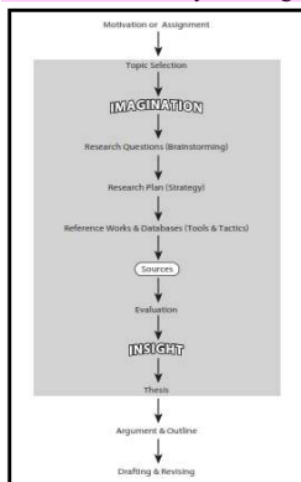 Motivation or Assignment
Topic Selection
IMAGINATION
Research Questions (Brainstorming)
Research Plan (Strategy)
Reference Works & Databases (Tools & Tactics)
Sources
Evaluation
INSIGHT
Thesis
Argument & Outline
Drafting & Revising